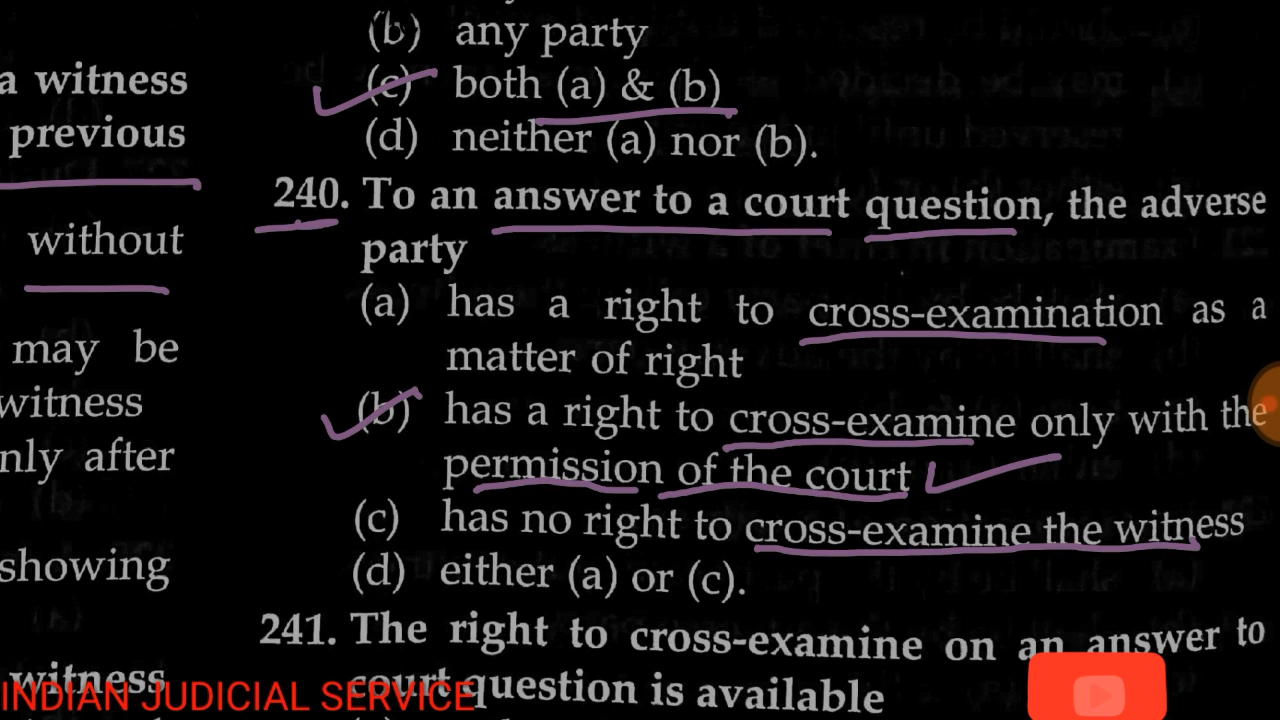 a witness
previous
without
may be
witness
nly after
showing
witness
(b) any party
(c) both (a) & (b)
(d) neither (a) nor (b).
240. To an answer to a court question, the adverse
party
(a) has a right to cross-examination as a
matter of right
(b) has a right to cross-examine only with the
permission of the court
(c) has no right to cross-examine the witness
(d) either (a) or (c).
241. The right to cross-examine on an answer to
court question is available
INDIAN JUDICIAL SERVICE